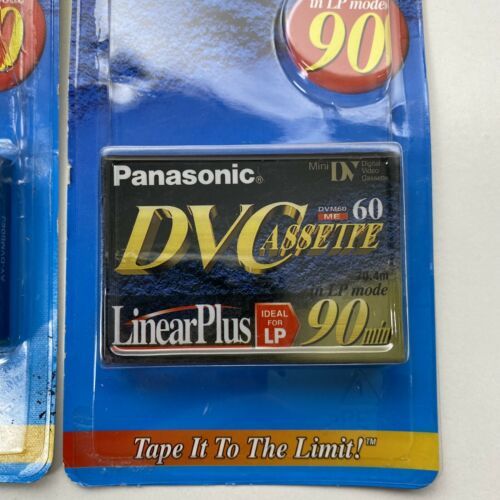 in LP mode
90
Panasonic®
Mini DV Digital Video Cassette
DVM60
ME 60
DVCASSETTE
70.4m
in LP mode
LinearPlus
IDEAL FOR LP
90min
Tape It To The Limit!™